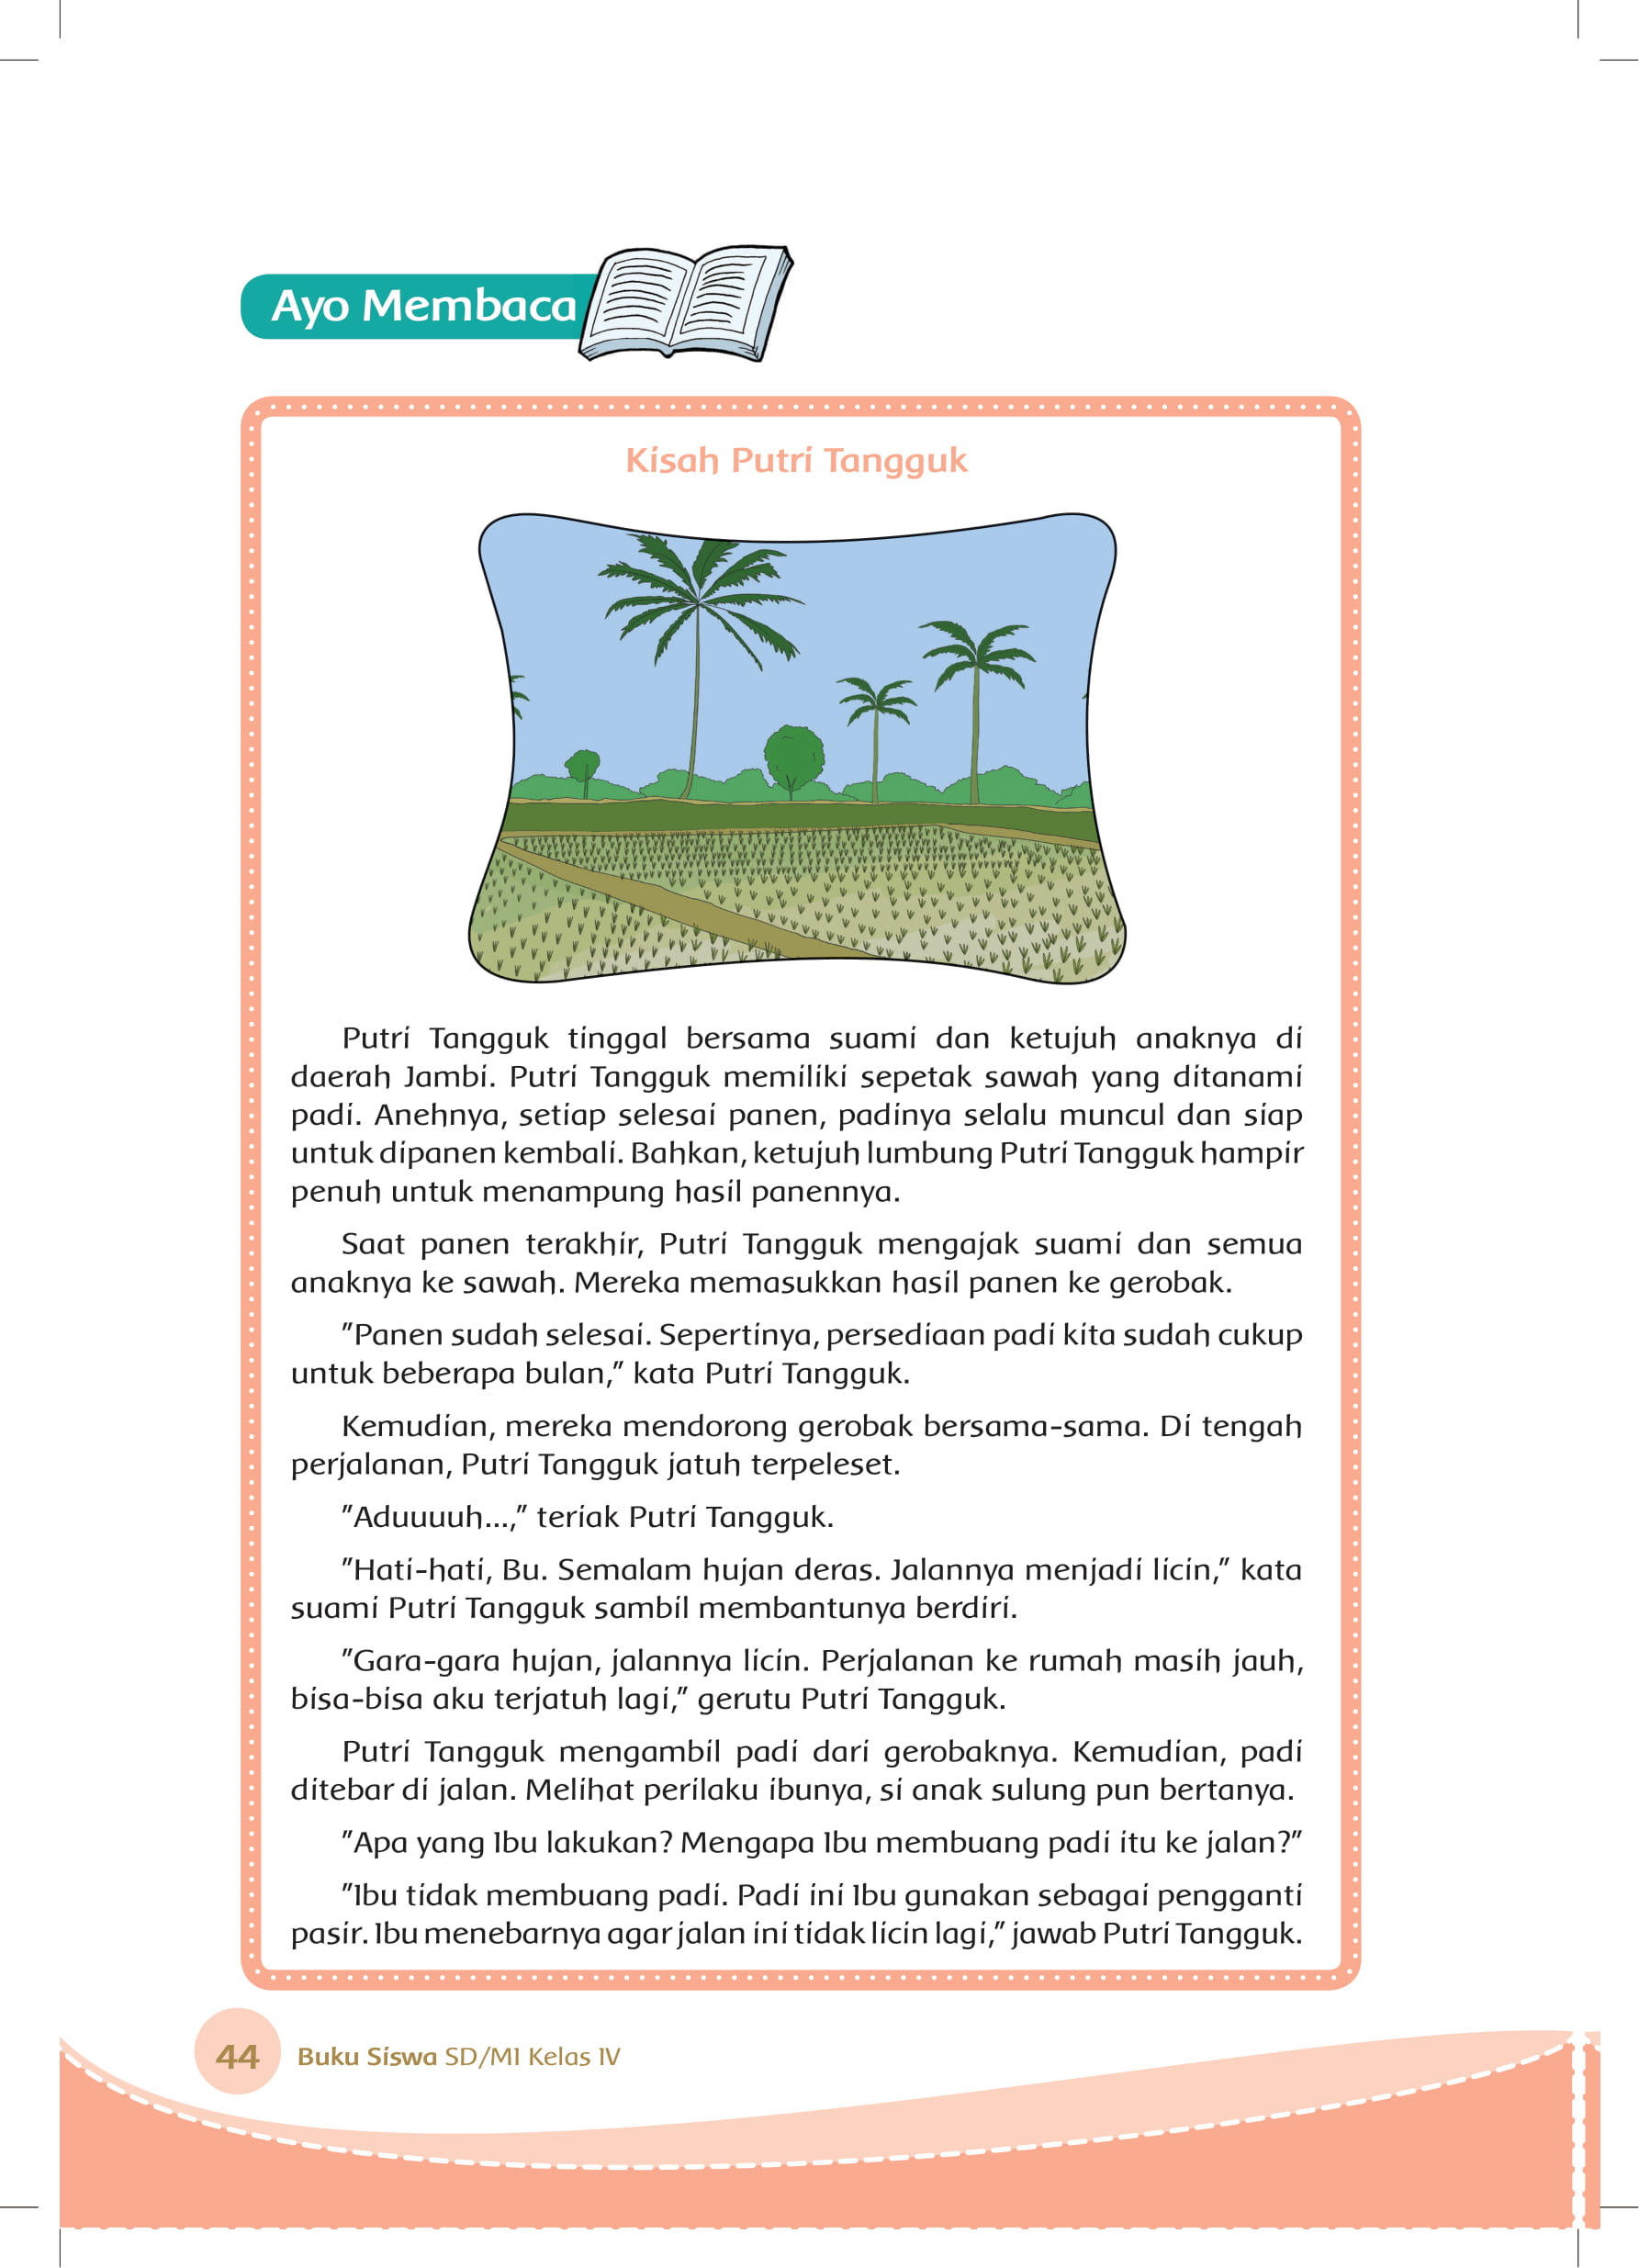 Ayo Membaca
Kisah Putri Tangguk
Putri Tangguk tinggal bersama suami dan ketujuh anaknya di
daerah Jambi. Putri Tangguk memiliki sepetak sawah yang ditanami
padi. Anehnya, setiap selesai panen, padinya selalu muncul dan siap
untuk dipanen kembali. Bahkan, ketujuh lumbung Putri Tangguk hampir
penuh untuk menampung hasil panennya.
Saat panen terakhir, Putri Tangguk mengajak suami dan semua
anaknya ke sawah. Mereka memasukkan hasil panen ke gerobak.
"Panen sudah selesai. Sepertinya, persediaan padi kita sudah cukup
untuk beberapa bulan," kata Putri Tangguk.
Kemudian, mereka mendorong gerobak bersama-sama. Di tengah
perjalanan, Putri Tangguk jatuh terpeleset.
"Aduuuuh...," teriak Putri Tangguk.
"Hati-hati, Bu. Semalam hujan deras. Jalannya menjadi licin," kata
suami Putri Tangguk sambil membantunya berdiri.
"Gara-gara hujan, jalannya licin. Perjalanan ke rumah masih jauh,
bisa-bisa aku terjatuh lagi," gerutu Putri Tangguk.
Putri Tangguk mengambil padi dari gerobaknya. Kemudian, padi
ditebar di jalan. Melihat perilaku ibunya, si anak sulung pun bertanya.
"Apa yang Ibu lakukan? Mengapa Ibu membuang padi itu ke jalan?"
"Ibu tidak membuang padi. Padi ini Ibu gunakan sebagai pengganti
pasir. Ibu menebarnya agar jalan ini tidak licin lagi," jawab Putri Tangguk.
44 Buku Siswa SD/MI Kelas IV